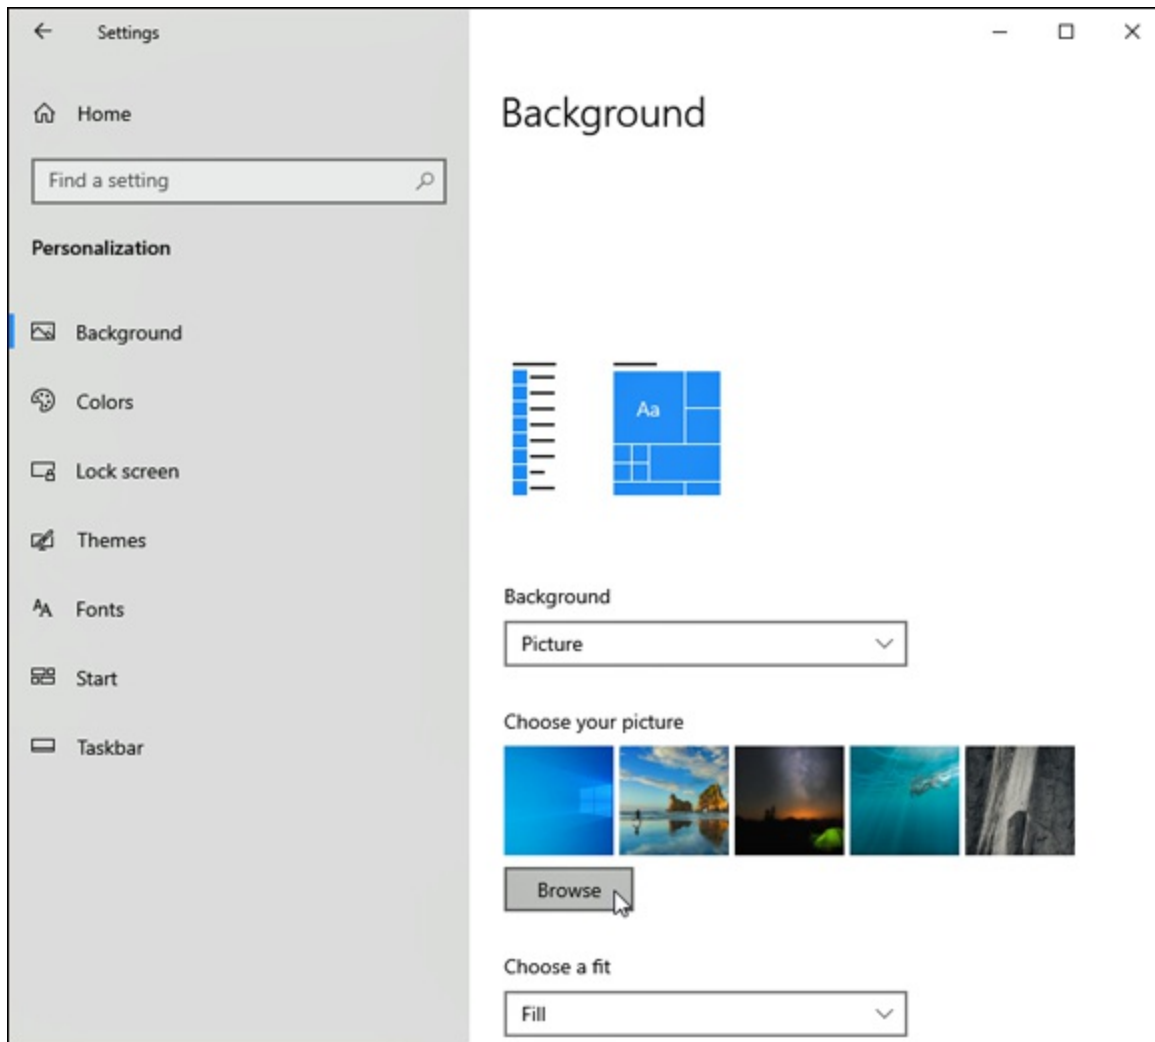 Settings
Home
Find a setting
Personalization
Background
Colors
Lock screen
Themes
Fonts
Start
Taskbar
Background
Aa
Background
Picture
Choose your picture
Browse
Choose a fit
Fill